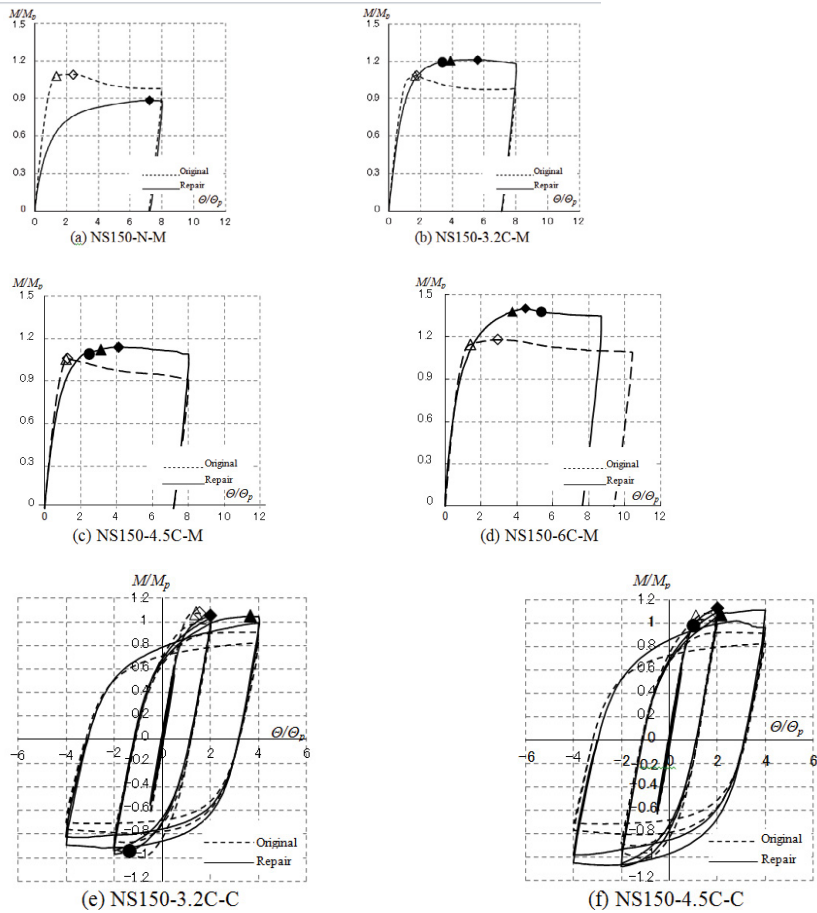 M/Mp
1.5
1.2
0.9
0.6
0.3
0
0 2 4 6 8 10 12
Θ/Θp
Original
Repair
(a) NS150-N-M
M/Mp
1.5
1.2
0.9
0.6
0.3
0
0 2 4 6 8 10 12
Θ/Θp
Original
Repair
(b) NS150-3.2C-M
M/Mp
1.5
1.2
0.9
0.6
0.3
0
0 2 4 6 8 10 12
Θ/Θp
Original
Repair
(c) NS150-4.5C-M
M/Mp
1.5
1.2
0.9
0.6
0.3
0
0 2 4 6 8 10 12
Θ/Θp
Original
Repair
(d) NS150-6C-M
M/Mp
1.2
1
0.8
0.6
0.4
0.2
0
-0.2
-0.4
-0.6
-0.8
-1
-1.2
-6 -4 -2 0 2 4 6
Θ/Θp
Original
Repair
(e) NS150-3.2C-C
M/Mp
1.2
1
0.8
0.6
0.4
0.2
0
-0.2
-0.4
-0.6
-0.8
-1
-1.2
-6 -4 -2 0 2 4 6
Θ/Θp
Original
Repair
(f) NS150-4.5C-C